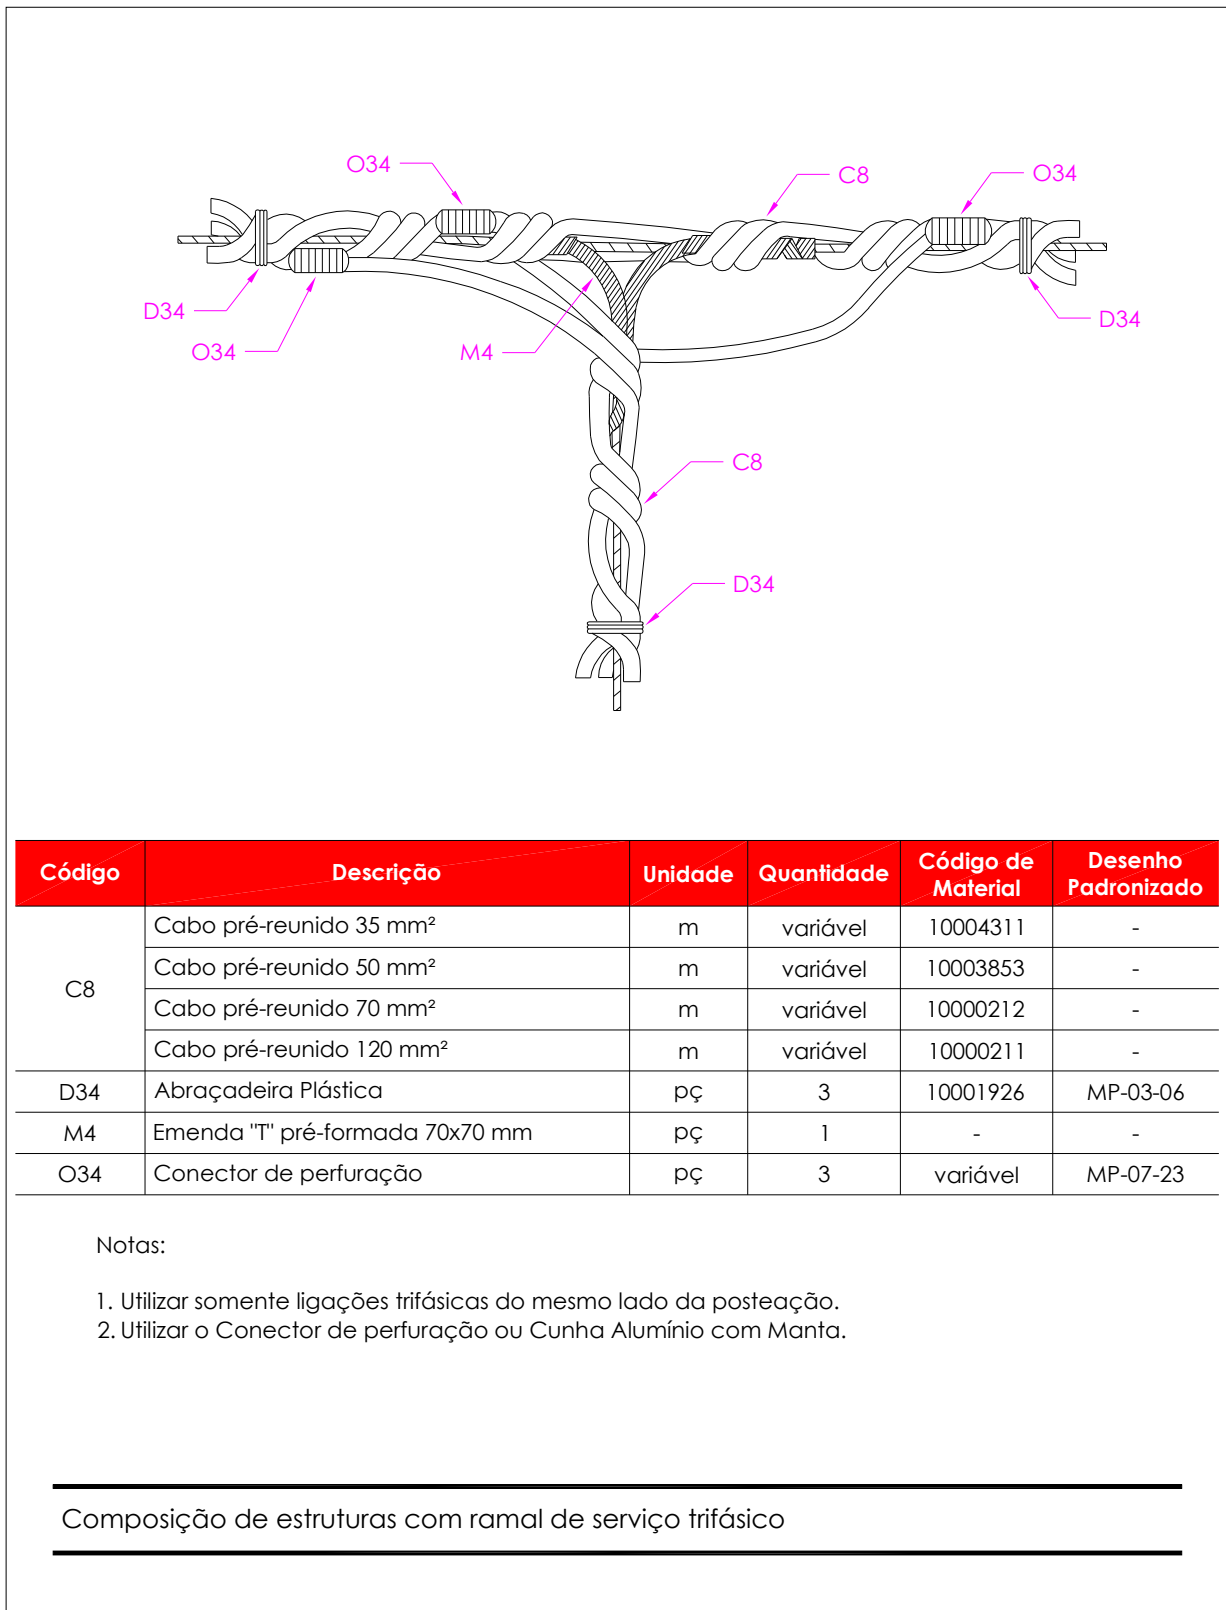 O34
C8
O34
D34
O34
M4
D34
C8
D34
Código Descrição Unidade Quantidade Código de Material Desenho Padronizado
C8 Cabo pré-reunido 35 mm² m variável 10004311 -
Cabo pré-reunido 50 mm² m variável 10003853 -
Cabo pré-reunido 70 mm² m variável 10000212 -
Cabo pré-reunido 120 mm² m variável 10000211 -
D34 Abraçadeira Plástica pç 3 10001926 MP-03-06
M4 Emenda "T" pré-formada 70x70 mm pç 1 - -
O34 Conector de perfuração pç 3 variável MP-07-23
Notas:
1. Utilizar somente ligações trifásicas do mesmo lado da posteação.
2. Utilizar o Conector de perfuração ou Cunha Alumínio com Manta.
Composição de estruturas com ramal de serviço trifásico